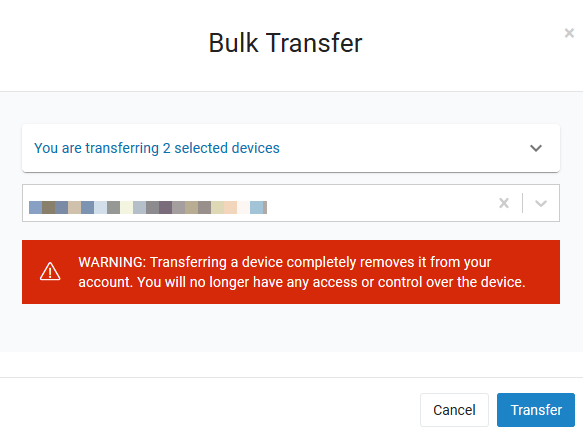 Bulk Transfer
You are transferring 2 selected devices
WARNING: Transferring a device completely removes it from your
account. You will no longer have any access or control over the device.
Cancel
Transfer